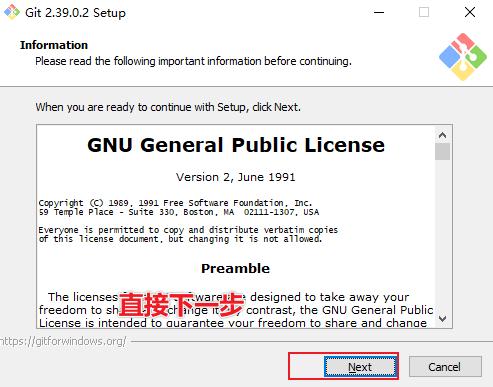 Git 2.39.0.2 Setup
Information
Please read the following important information before continuing.
When you are ready to continue with Setup, click Next.
GNU General Public License
Version 2, June 1991
Copyright (C) 1989, 1991 Free Software Foundation, Inc.
59 Temple Place - Suite 330, Boston, MA 02111-1307, USA
Everyone is permitted to copy and distribute verbatim copies
of this license document, but changing it is not allowed.
Preamble
The licenses designed to take away your
直接下一步
freedom to change it. By contrast, the GNU General Public
License is intended to guarantee your freedom to share and change
https://gitforwindows.org/
Next
Cancel